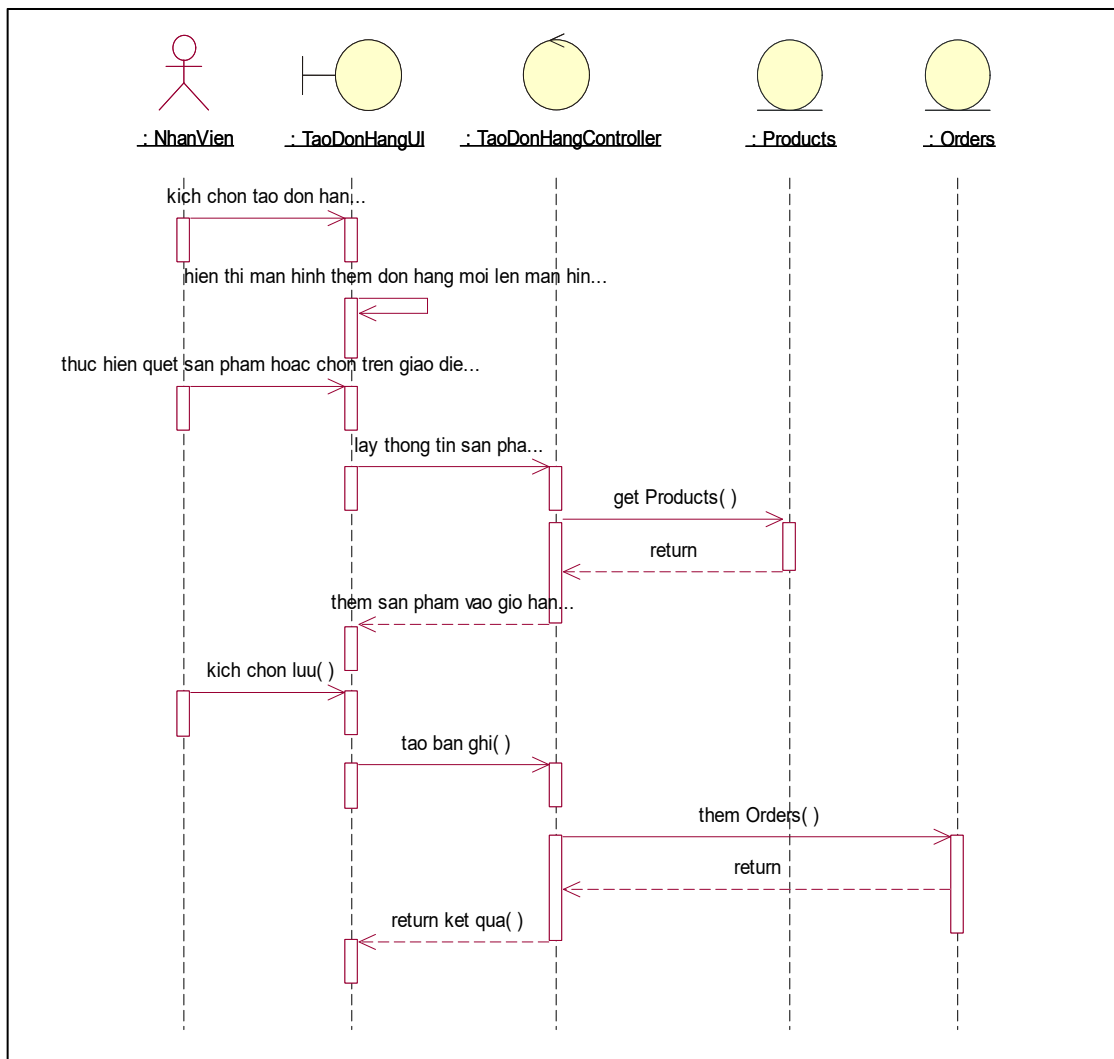 : NhanVien
: TaoDonHangUI
: TaoDonHangController
: Products
: Orders
kich chon tao don han...
hien thi man hinh them don hang moi len man hin...
thuc hien quet san pham hoac chon tren giao die...
lay thong tin san pha...
get Products( )
return
them san pham vao gio han...
kich chon luu( )
tao ban ghi( )
them Orders( )
return
return ket qua( )